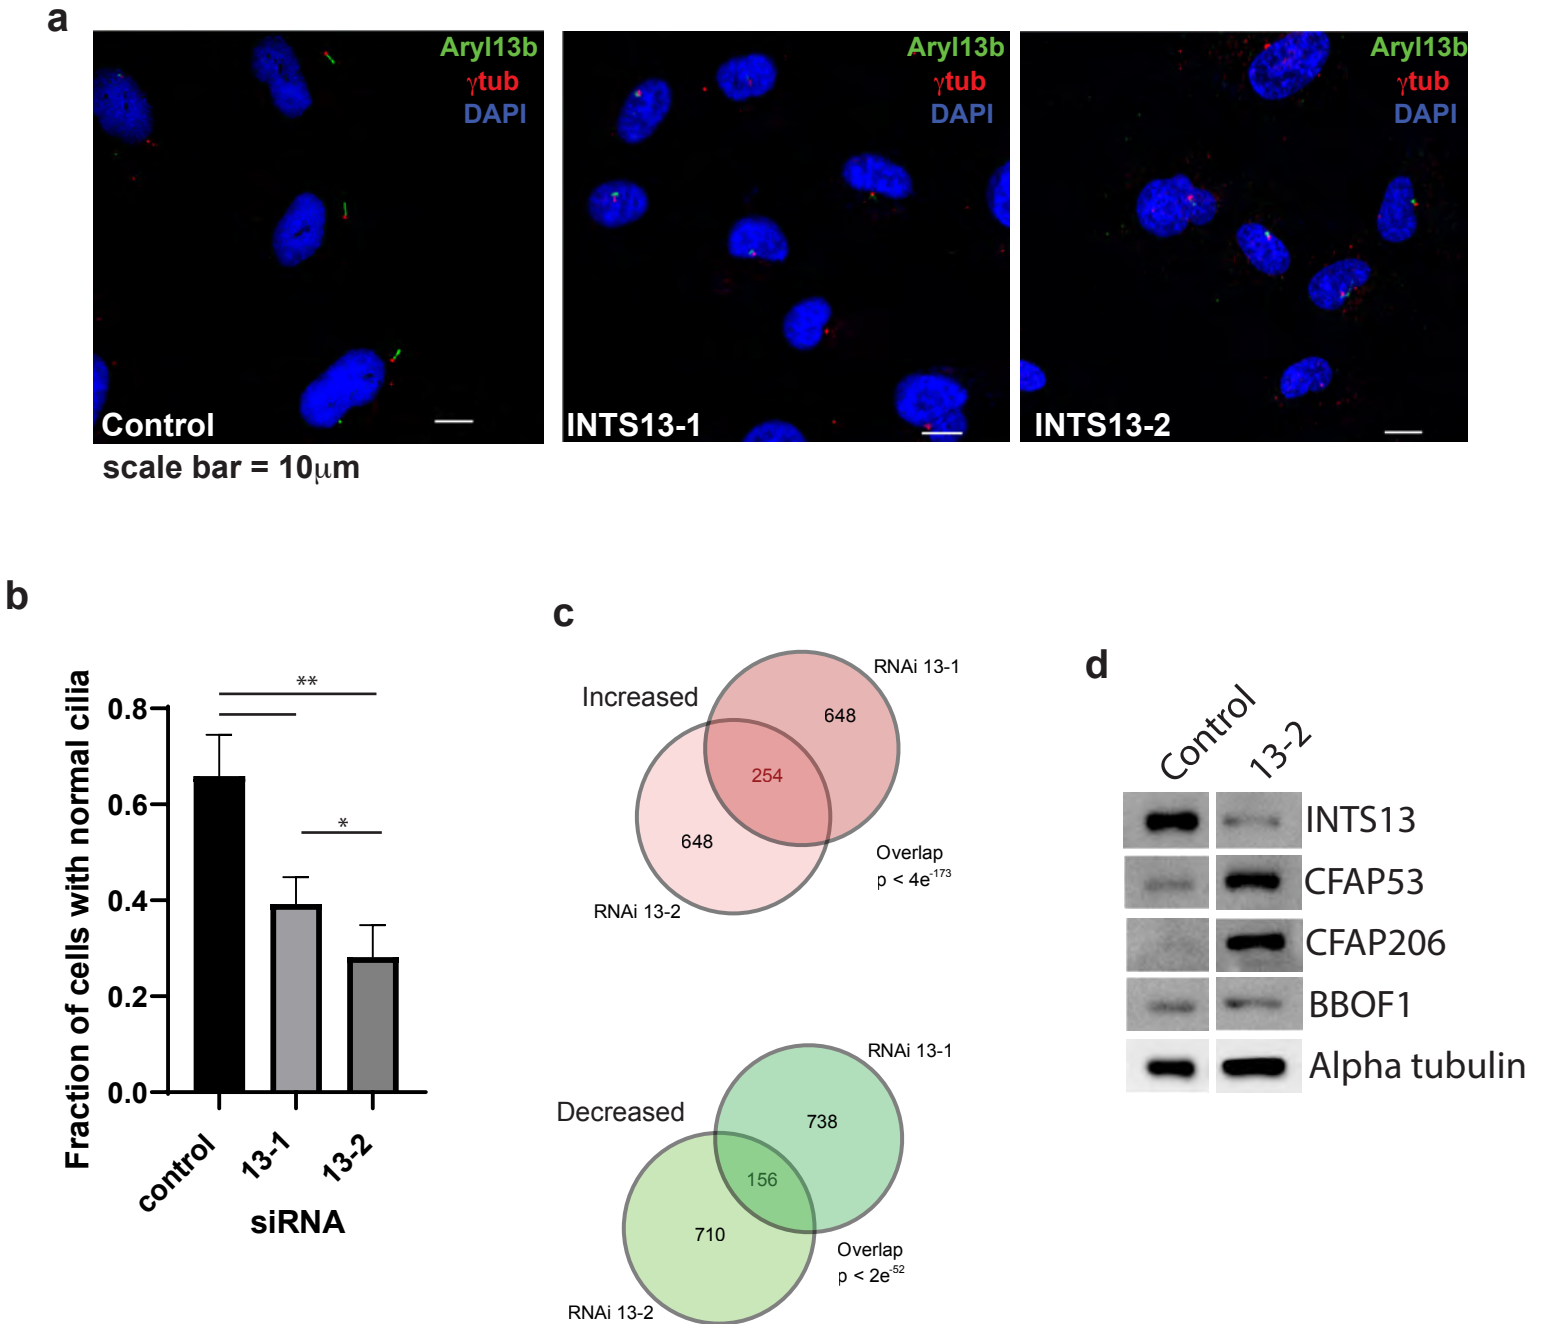 a
Aryl13b
γtub
DAPI
Control
Aryl13b
γtub
DAPI
INTS13-1
Aryl13b
γtub
DAPI
INTS13-2
scale bar = 10μm
b
Fraction of cells with normal cilia
0.8
0.6
0.4
0.2
0.0
**
*
control
13-1
13-2
siRNA
c
Increased
RNAi 13-1
648
254
648
RNAi 13-2
Overlap
p < 4e-173
Decreased
RNAi 13-1
738
156
710
RNAi 13-2
Overlap
p < 2e-52
d
Control
13-2
INTS13
CFAP53
CFAP206
BBOF1
Alpha tubulin